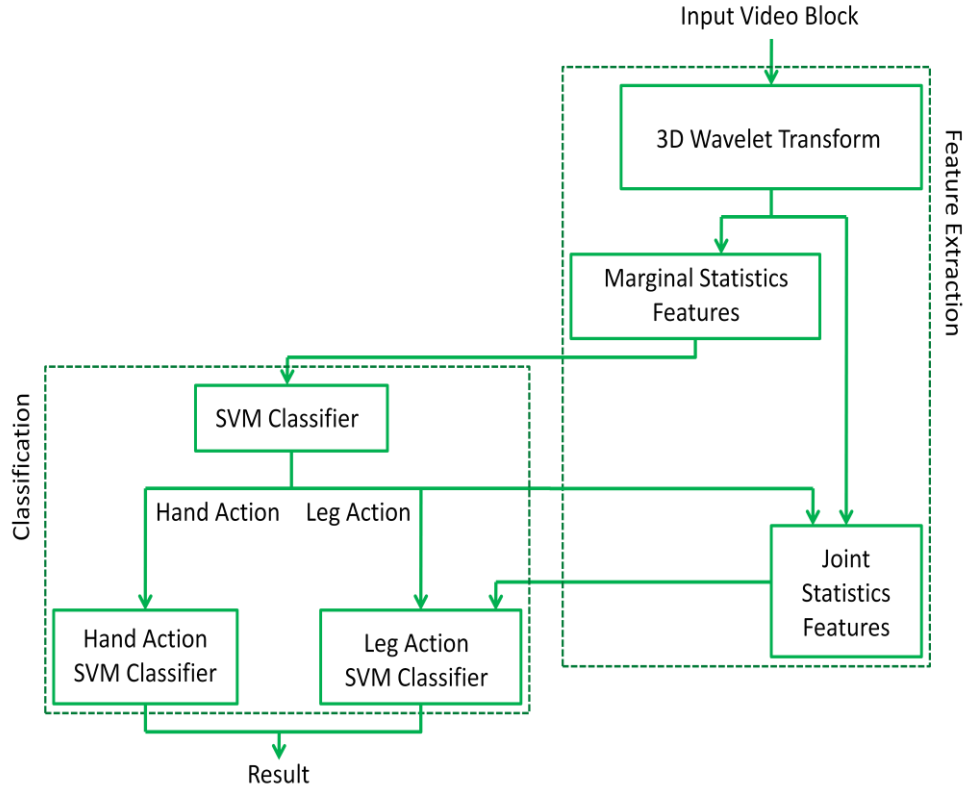 Input Video Block
3D Wavelet Transform
Feature Extraction
Marginal Statistics
Features
SVM Classifier
Classification
Hand Action
Leg Action
Joint
Statistics
Features
Hand Action
SVM Classifier
Leg Action
SVM Classifier
Result